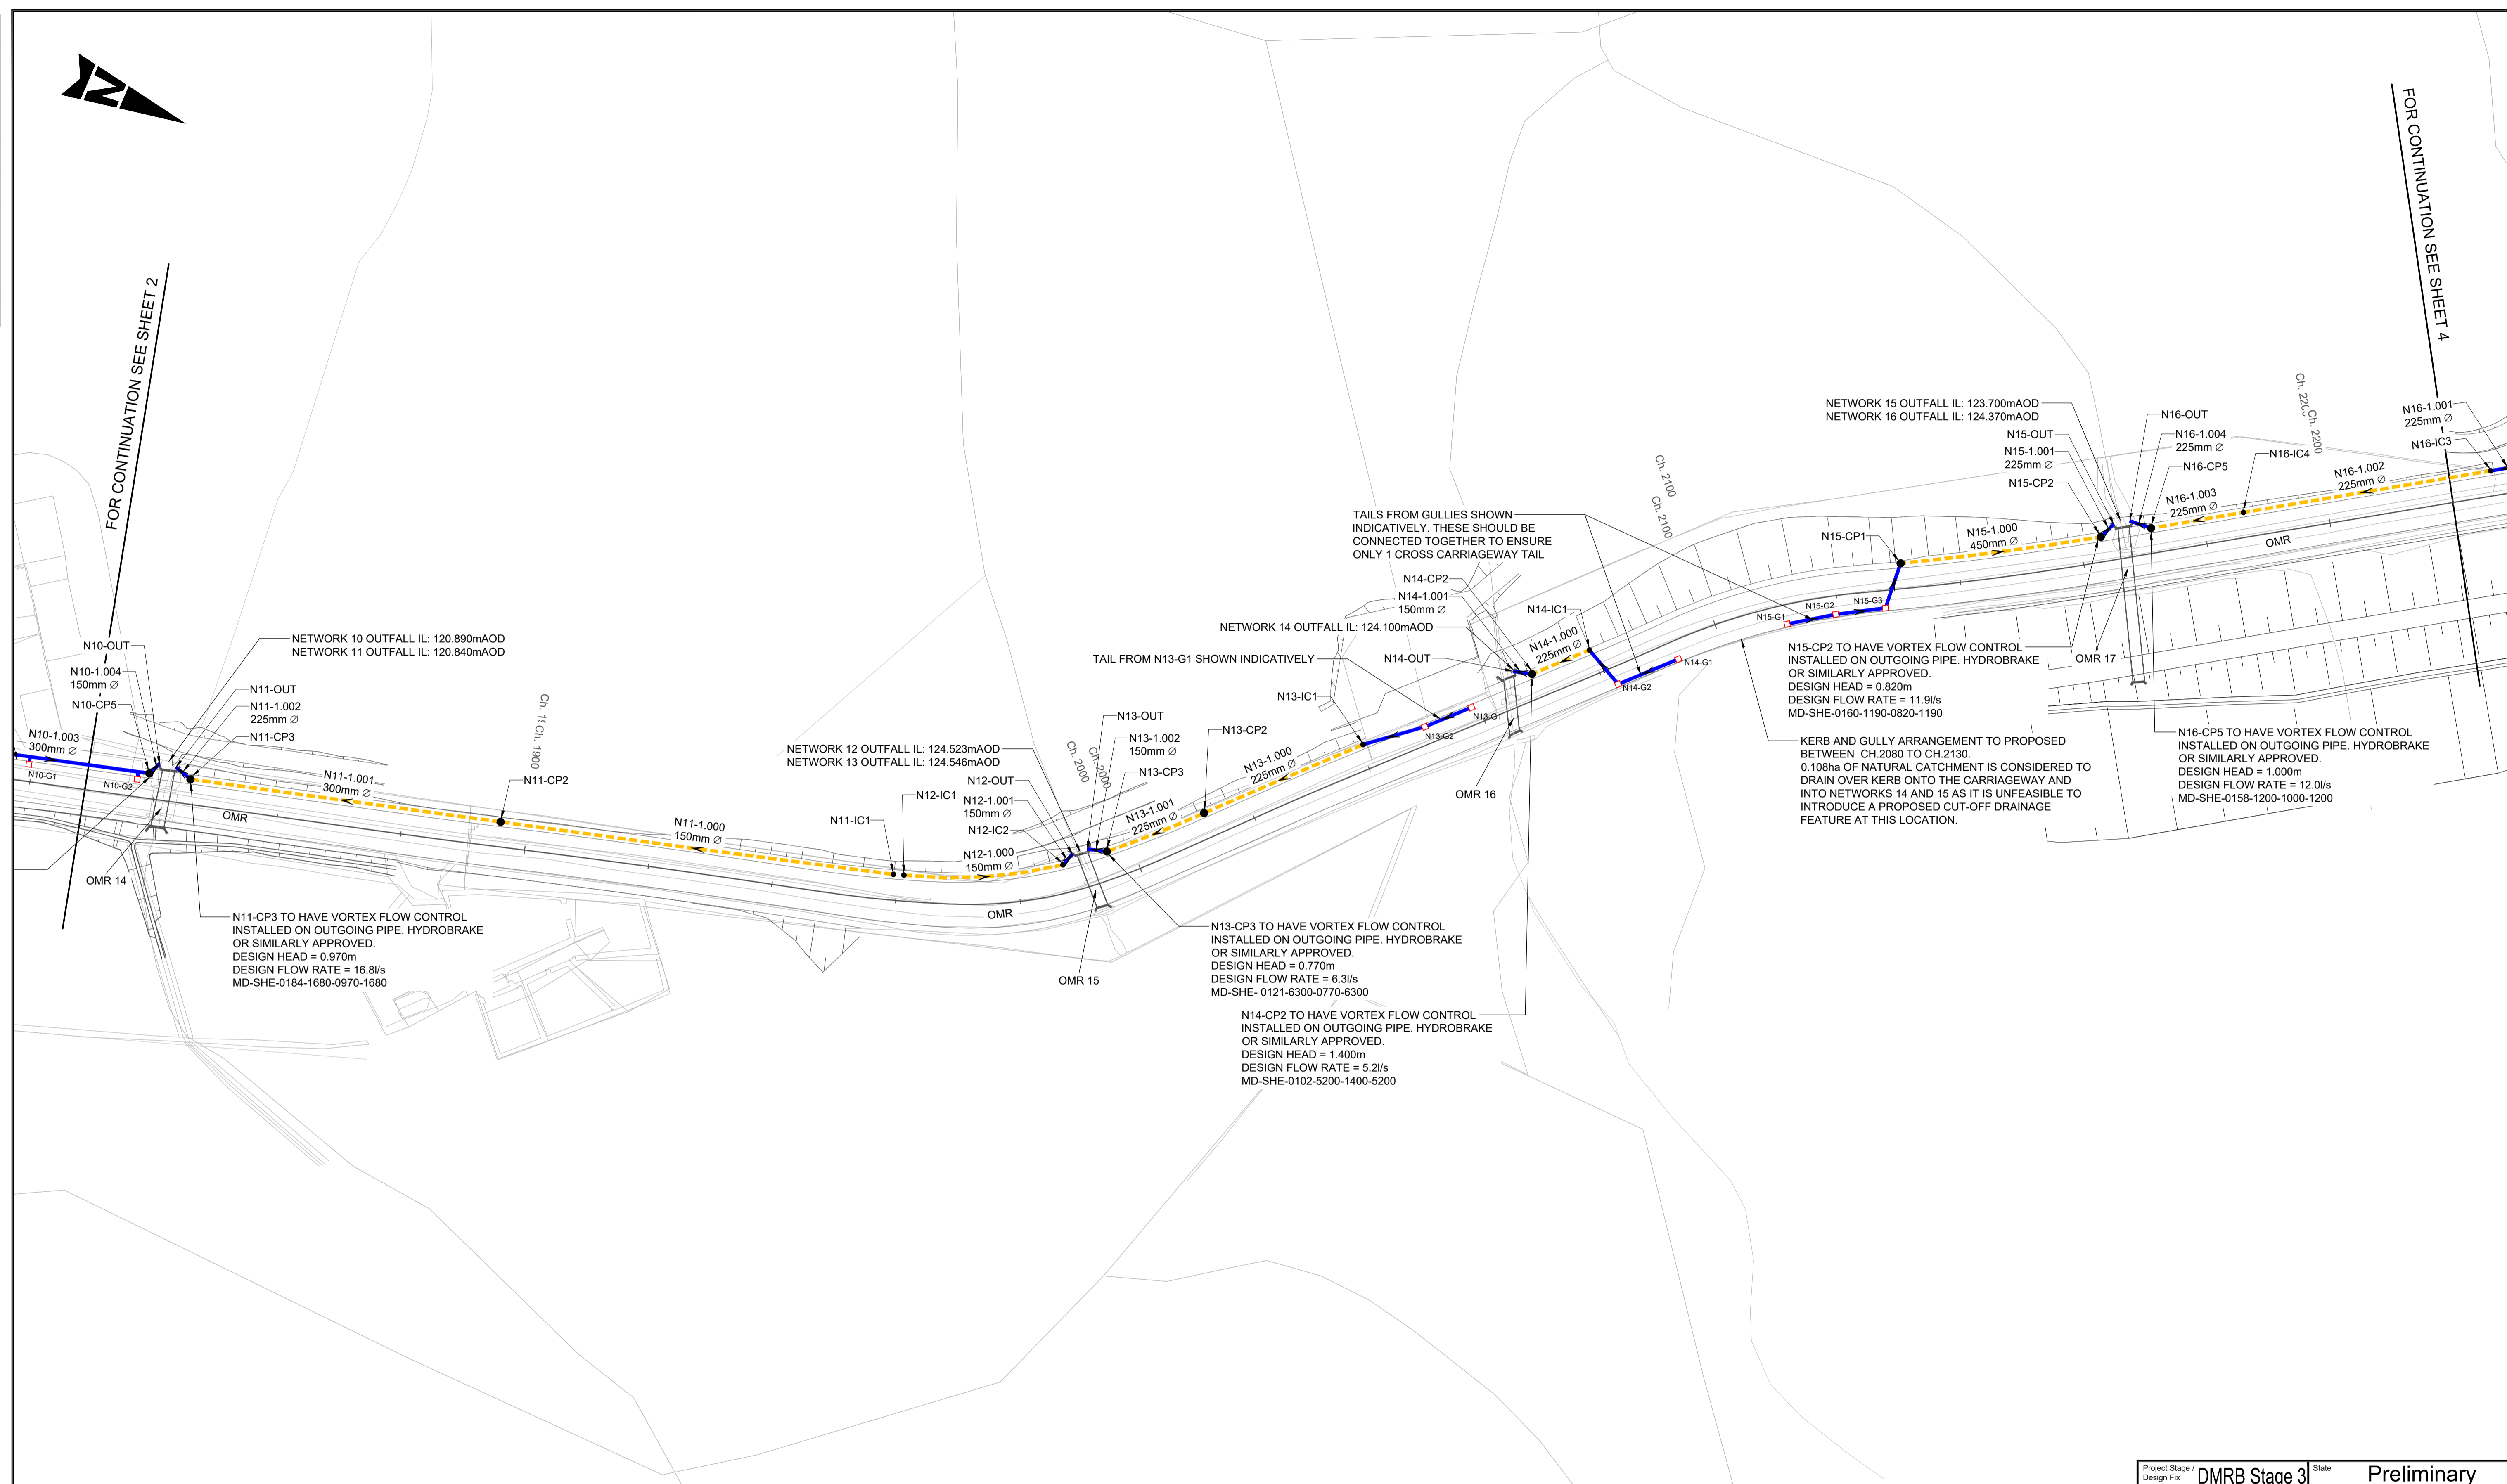 N
FOR CONTINUATION SEE SHEET 2
FOR CONTINUATION SEE SHEET 4
N10-OUT
N10-1.004
150mm ∅
N10-CP5
N10-1.003
300mm ∅
N10-G1
N10-G2
NETWORK 10 OUTFALL IL: 120.890mAOD
NETWORK 11 OUTFALL IL: 120.840mAOD
N11-OUT
N11-1.002
225mm ∅
N11-CP3
OMR 14
OMR
N11-1.001
300mm ∅
Ch. 1900
N11-CP2
N11-CP3 TO HAVE VORTEX FLOW CONTROL
INSTALLED ON OUTGOING PIPE. HYDROBRAKE
OR SIMILARLY APPROVED.
DESIGN HEAD = 0.970m
DESIGN FLOW RATE = 16.8l/s
MD-SHE-0184-1680-0970-1680
N11-1.000
150mm ∅
N11-IC1
N12-IC1
NETWORK 12 OUTFALL IL: 124.523mAOD
NETWORK 13 OUTFALL IL: 124.546mAOD
N12-OUT
N12-1.001
150mm ∅
N12-IC2
N12-1.000
150mm ∅
Ch. 2000
Ch. 2000
N13-OUT
N13-1.002
150mm ∅
N13-CP3
N13-1.001
225mm ∅
N13-CP2
OMR
OMR 15
N13-1.000
225mm ∅
N13-CP3 TO HAVE VORTEX FLOW CONTROL
INSTALLED ON OUTGOING PIPE. HYDROBRAKE
OR SIMILARLY APPROVED.
DESIGN HEAD = 0.770m
DESIGN FLOW RATE = 6.3l/s
MD-SHE- 0121-6300-0770-6300
N14-CP2 TO HAVE VORTEX FLOW CONTROL
INSTALLED ON OUTGOING PIPE. HYDROBRAKE
OR SIMILARLY APPROVED.
DESIGN HEAD = 1.400m
DESIGN FLOW RATE = 5.2l/s
MD-SHE-0102-5200-1400-5200
TAILS FROM GULLIES SHOWN
INDICATIVELY. THESE SHOULD BE
CONNECTED TOGETHER TO ENSURE
ONLY 1 CROSS CARRIAGEWAY TAIL
N14-CP2
N14-1.001
150mm ∅
NETWORK 14 OUTFALL IL: 124.100mAOD
TAIL FROM N13-G1 SHOWN INDICATIVELY
N14-OUT
N13-IC1
N13-G1
N13-G2
OMR 16
N14-IC1
N14-1.000
225mm ∅
N14-G1
N14-G2
Ch. 2100
Ch. 2100
N15-G1
N15-G2
N15-G3
N15-CP1
N15-1.000
450mm ∅
NETWORK 15 OUTFALL IL: 123.700mAOD
NETWORK 16 OUTFALL IL: 124.370mAOD
N15-OUT
N15-1.001
225mm ∅
N15-CP2
N16-OUT
N16-1.004
225mm ∅
N16-CP5
N16-IC4
N16-1.003
225mm ∅
N16-1.002
225mm ∅
Ch. 2200
N16-1.001
225mm ∅
N16-IC3
OMR
OMR 17
N15-CP2 TO HAVE VORTEX FLOW CONTROL
INSTALLED ON OUTGOING PIPE. HYDROBRAKE
OR SIMILARLY APPROVED.
DESIGN HEAD = 0.820m
DESIGN FLOW RATE = 11.9l/s
MD-SHE-0160-1190-0820-1190
KERB AND GULLY ARRANGEMENT TO PROPOSED
BETWEEN CH.2080 TO CH.2130.
0.108ha OF NATURAL CATCHMENT IS CONSIDERED TO
DRAIN OVER KERB ONTO THE CARRIAGEWAY AND
INTO NETWORKS 14 AND 15 AS IT IS UNFEASIBLE TO
INTRODUCE A PROPOSED CUT-OFF DRAINAGE
FEATURE AT THIS LOCATION.
N16-CP5 TO HAVE VORTEX FLOW CONTROL
INSTALLED ON OUTGOING PIPE. HYDROBRAKE
OR SIMILARLY APPROVED.
DESIGN HEAD = 1.000m
DESIGN FLOW RATE = 12.0l/s
MD-SHE-0158-1200-1000-1200
Project Stage /
Design Fix
DMRB Stage 3
State
Preliminary